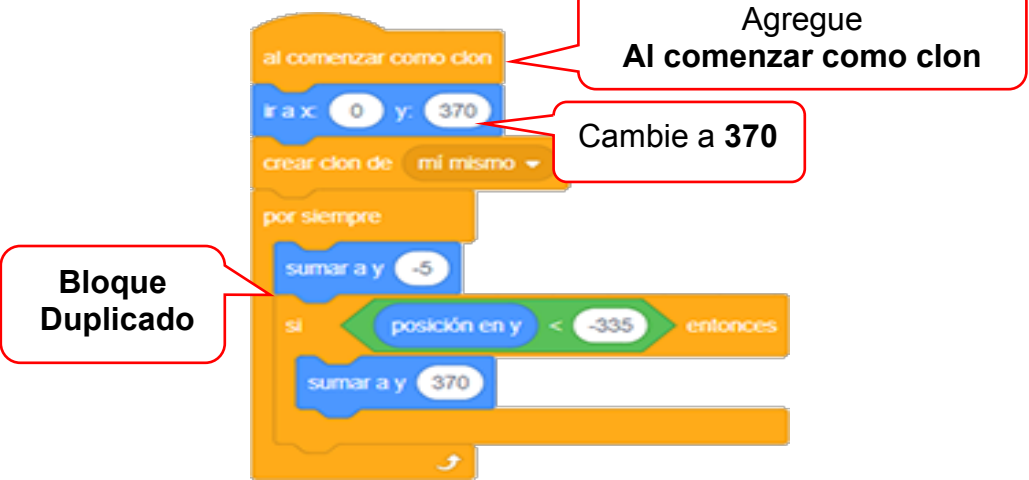 Agregue
Al comenzar como clon
al comenzar como clon
ir a x: 0 y: 370
Cambie a 370
crear clon de mí mismo
por siempre
sumar a y -5
Bloque
Duplicado
si posición en y < -335 entonces
sumar a y 370